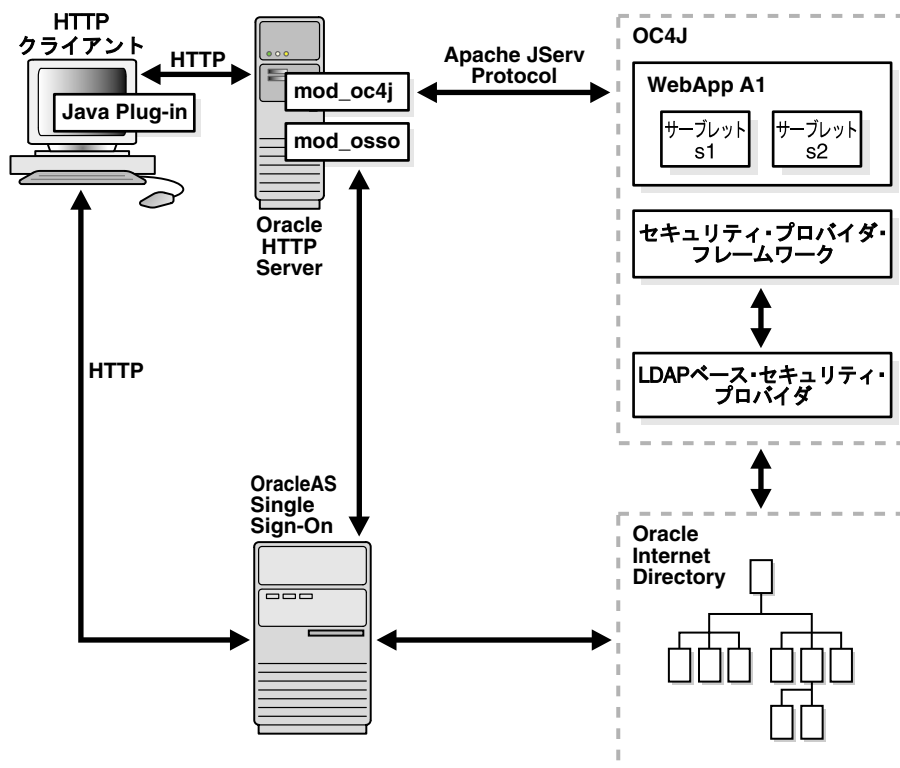 HTTP
クライアント
Java Plug-in
HTTP
mod_oc4j
mod_osso
Oracle
HTTP
Server
Apache JServ
Protocol
OC4J
WebApp A1
サーブレット
s1
サーブレット
s2
セキュリティ・プロバイダ・
フレームワーク
LDAPベース・セキュリティ・
プロバイダ
HTTP
OracleAS
Single
Sign-On
Oracle
Internet
Directory